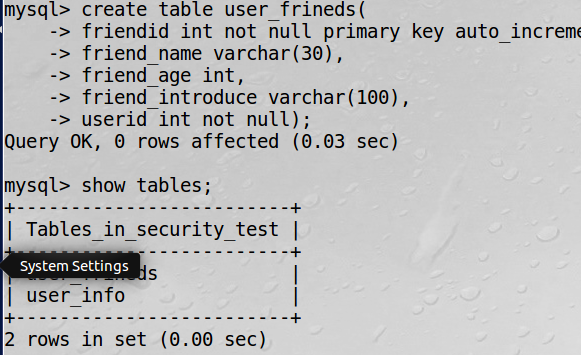 mysql> create table user_frineds(
-> friendid int not null primary key auto_increme
-> friend_name varchar(30),
-> friend_age int,
-> friend_introduce varchar(100),
-> userid int not null);
Query OK, 0 rows affected (0.03 sec)
mysql> show tables;
+-------------------------+
| Tables_in_security_test |
+-------------------------+
System Settings
| user_frineds |
| user_info |
+-------------------------+
2 rows in set (0.00 sec)